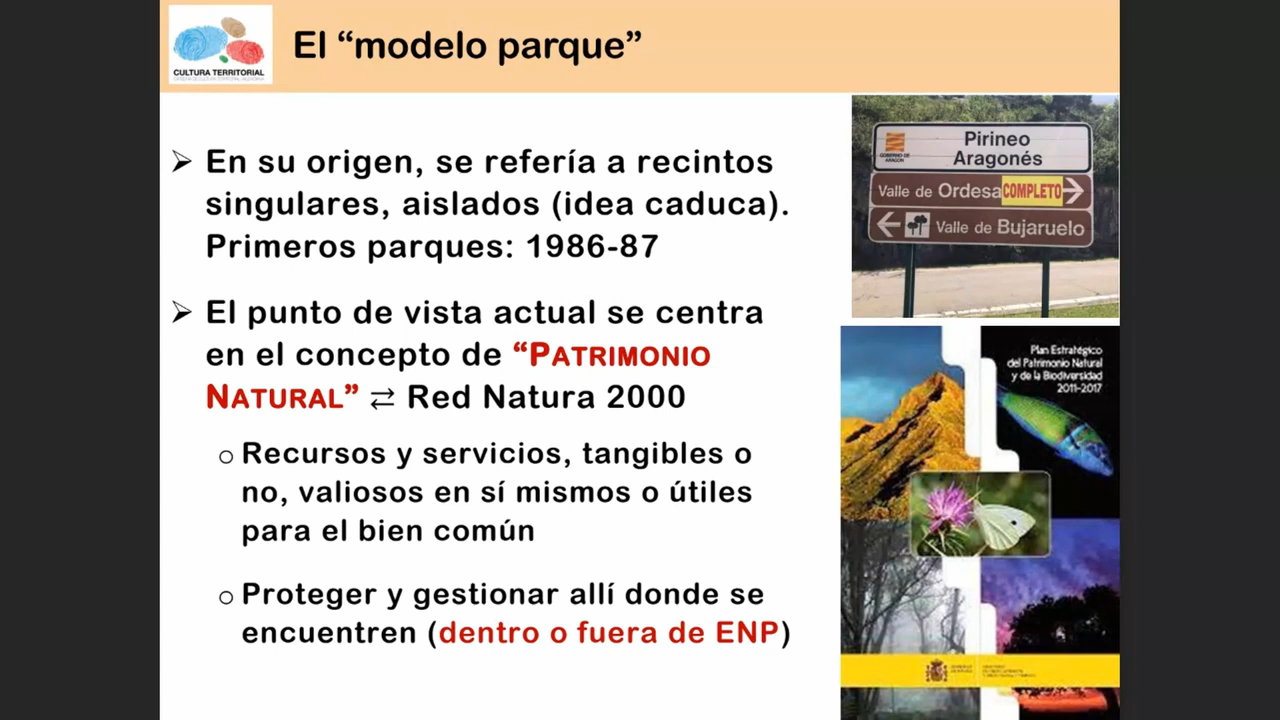 CULTURA TERRITORIAL
El “modelo parque”
➢ En su origen, se refería a recintos
singulares, aislados (idea caduca).
Primeros parques: 1986-87
➢ El punto de vista actual se centra
en el concepto de “PATRIMONIO
NATURAL” ⇄ Red Natura 2000
o Recursos y servicios, tangibles o
no, valiosos en sí mismos o útiles
para el bien común
o Proteger y gestionar allí donde se
encuentren (dentro o fuera de ENP)
GOBIERNO DE
ARAGON
Pirineo
Aragonés
Valle de Ordesa COMPLETO
Valle de Bujaruelo
Plan Estratégico
del Patrimonio Natural
y de la Biodiversidad
2011-2017